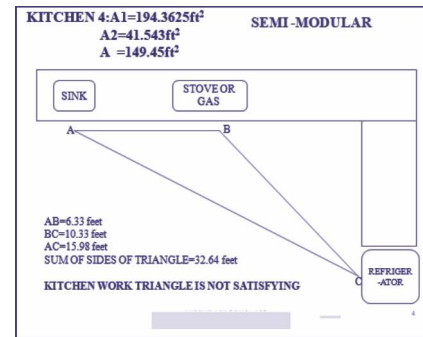 KITCHEN 4:A1=194.3625ft²
SEMI-MODULAR
A2=41.543ft²
A =149.45ft²
SINK
STOVE OR
GAS
A
B
AB=6.33 feet
BC=10.33 feet
AC=15.98 feet
SUM OF SIDES OF TRIANGLE=32.64 feet
C
REFRIGER
-ATOR
KITCHEN WORK TRIANGLE IS NOT SATISFYING
4